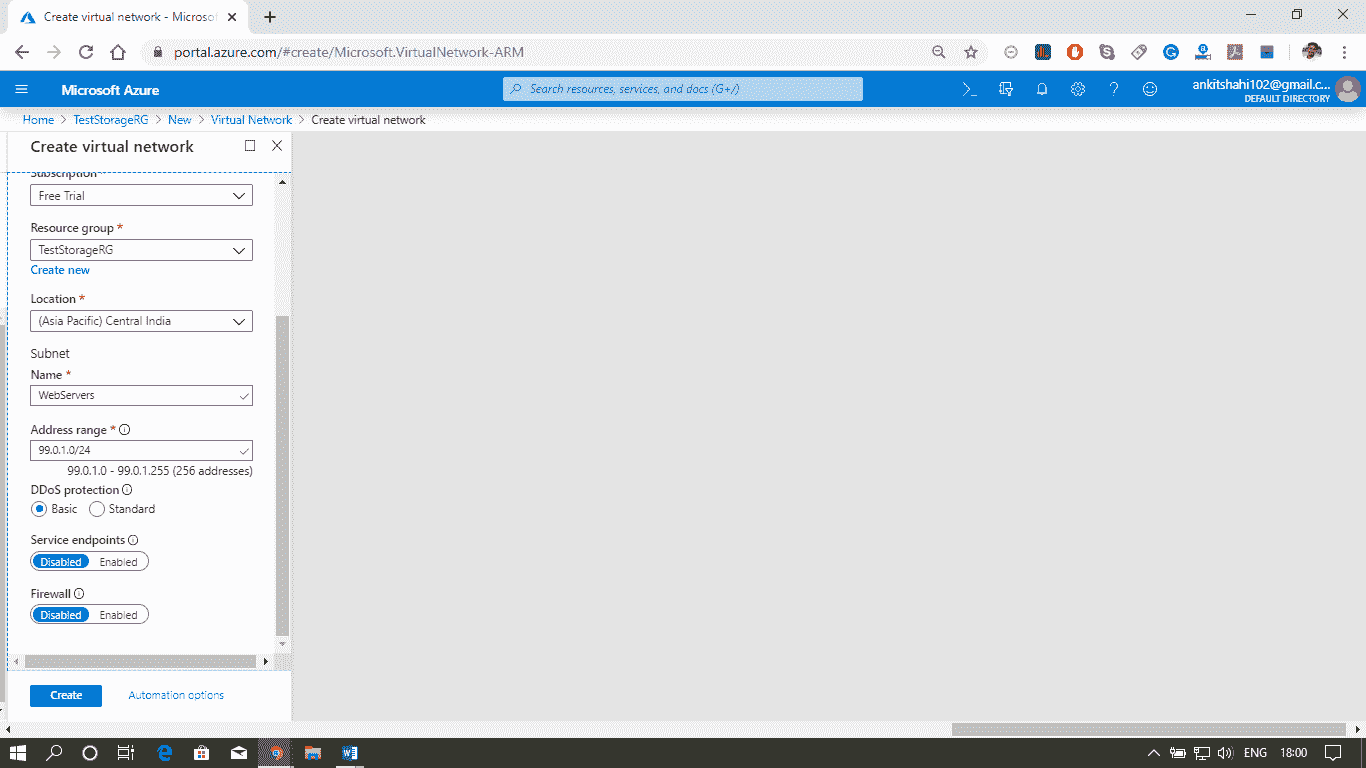 Create virtual network - Microsof
portal.azure.com/#create/Microsoft.VirtualNetwork-ARM
Microsoft Azure
Search resources, services, and docs (G+/)
ankitshahi102@gmail.c...
DEFAULT DIRECTORY
Home > TestStorageRG > New > Virtual Network > Create virtual network
Create virtual network
Subscription
Free Trial
Resource group *
TestStorageRG
Create new
Location *
(Asia Pacific) Central India
Subnet
Name *
WebServers
Address range *
99.0.1.0/24
99.0.1.0 - 99.0.1.255 (256 addresses)
DDoS protection
Basic Standard
Service endpoints
Disabled Enabled
Firewall
Disabled Enabled
Create Automation options
ENG 18:00